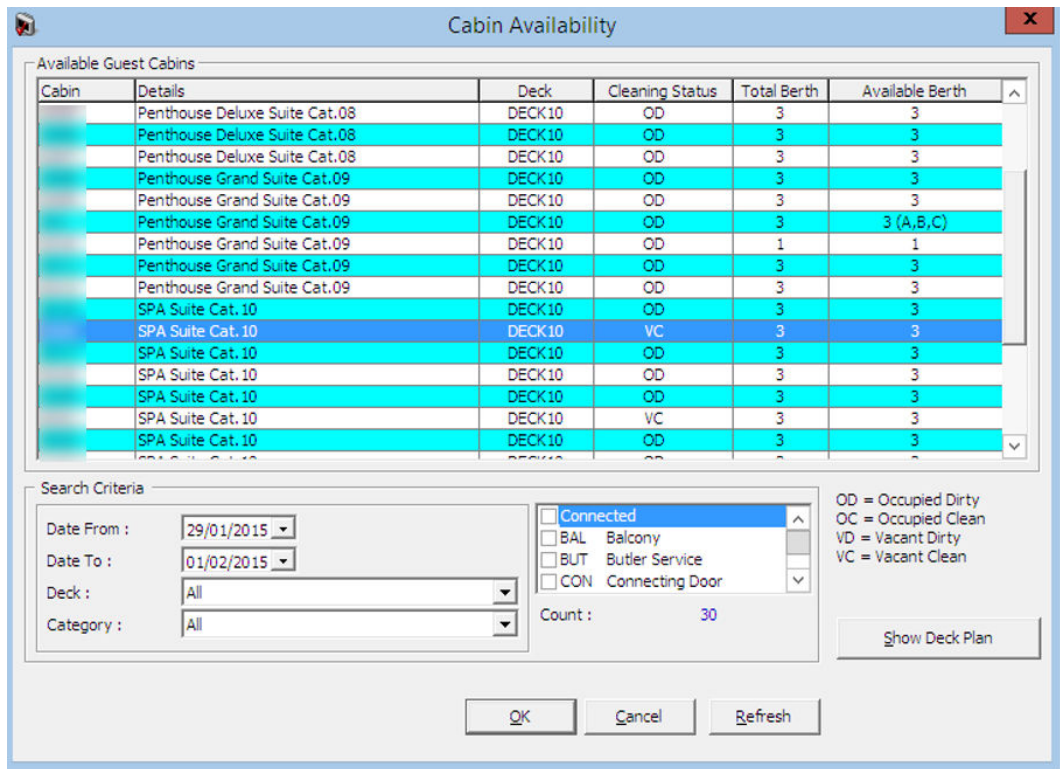 Cabin Availability
x
Available Guest Cabins
Cabin Details Deck Cleaning Status Total Berth Available Berth
Penthouse Deluxe Suite Cat.08 DECK10 OD 3 3
Penthouse Deluxe Suite Cat.08 DECK10 OD 3 3
Penthouse Deluxe Suite Cat.08 DECK10 OD 3 3
Penthouse Grand Suite Cat.09 DECK10 OD 3 3
Penthouse Grand Suite Cat.09 DECK10 OD 3 3
Penthouse Grand Suite Cat.09 DECK10 OD 3 3 (A,B,C)
Penthouse Grand Suite Cat.09 DECK10 OD 1 1
Penthouse Grand Suite Cat.09 DECK10 OD 3 3
Penthouse Grand Suite Cat.09 DECK10 OD 3 3
SPA Suite Cat.10 DECK10 OD 3 3
SPA Suite Cat.10 DECK10 VC 3 3
SPA Suite Cat.10 DECK10 OD 3 3
SPA Suite Cat.10 DECK10 OD 3 3
SPA Suite Cat.10 DECK10 OD 3 3
SPA Suite Cat.10 DECK10 VC 3 3
SPA Suite Cat.10 DECK10 OD 3 3
Search Criteria
Date From : 29/01/2015
Date To : 01/02/2015
Deck : All
Category : All
Connected
BAL Balcony
BUT Butler Service
CON Connecting Door
Count : 30
OD = Occupied Dirty
OC = Occupied Clean
VD = Vacant Dirty
VC = Vacant Clean
Show Deck Plan
OK Cancel Refresh